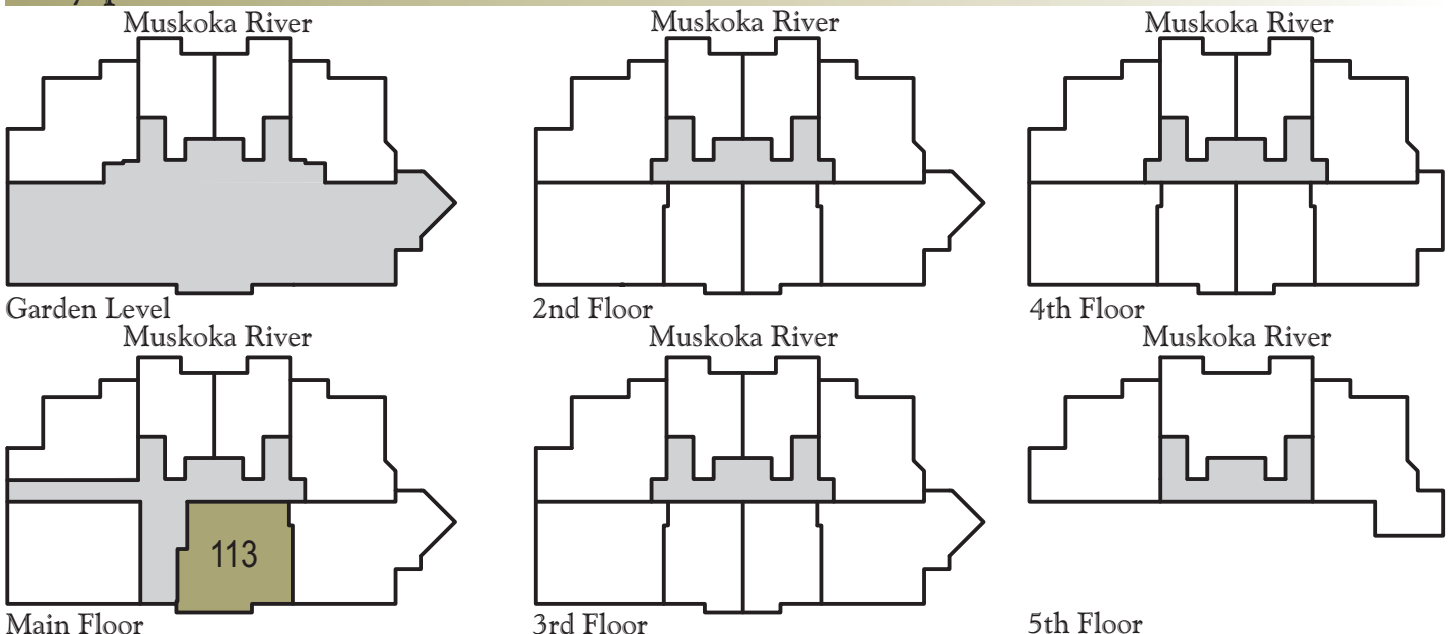 Muskoka River
Muskoka River
Muskoka River
Garden Level
2nd Floor
4th Floor
Muskoka River
Muskoka River
Muskoka River
113
Main Floor
3rd Floor
5th Floor